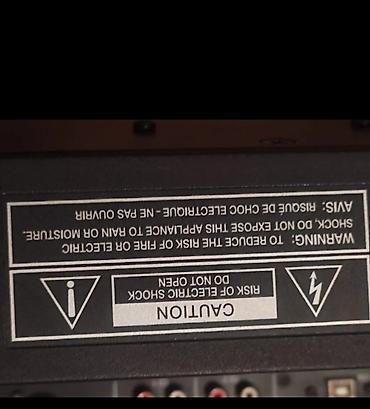 CAUTION
RISK OF ELECTRIC SHOCK
DO NOT OPEN
WARNING: TO REDUCE THE RISK OF FIRE OR ELECTRIC
SHOCK, DO NOT EXPOSE THIS APPLIANCE TO RAIN OR MOISTURE.
AVIS: RISQUÉ DE CHOC ELECTRIQUE - NE PAS OUVRIR